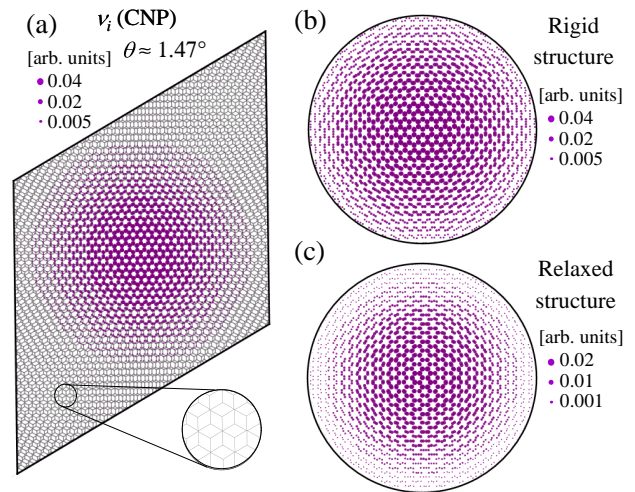 (a)
νᵢ (CNP)
θ ≈ 1.47°
[arb. units]
0.04
0.02
0.005
(b)
Rigid
structure
[arb. units]
0.04
0.02
0.005
(c)
Relaxed
structure
[arb. units]
0.02
0.01
0.001